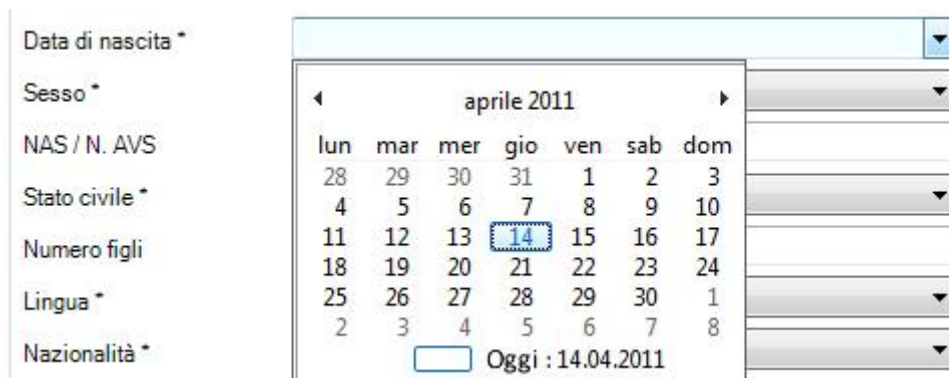 Data di nascita *
Sesso *
NAS / N. AVS
Stato civile *
Numero figli
Lingua *
Nazionalità *
aprile 2011
lun mar mer gio ven sab dom
28 29 30 31 1 2 3
4 5 6 7 8 9 10
11 12 13 14 15 16 17
18 19 20 21 22 23 24
25 26 27 28 29 30 1
2 3 4 5 6 7 8
Oggi : 14.04.2011